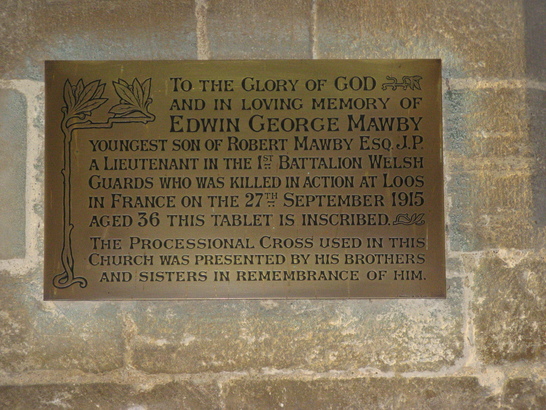 TO THE GLORY OF GOD
AND IN LOVING MEMORY OF
EDWIN GEORGE MAWBY
YOUNGEST SON OF ROBERT MAWBY ESQ. J.P.
A LIEUTENANT IN THE 1ST BATTALION WELSH
GUARDS WHO WAS KILLED IN ACTION AT LOOS
IN FRANCE ON THE 27TH SEPTEMBER 1915
AGED 36 THIS TABLET IS INSCRIBED.
THE PROCESSIONAL CROSS USED IN THIS
CHURCH WAS PRESENTED BY HIS BROTHERS
AND SISTERS IN REMEMBRANCE OF HIM.